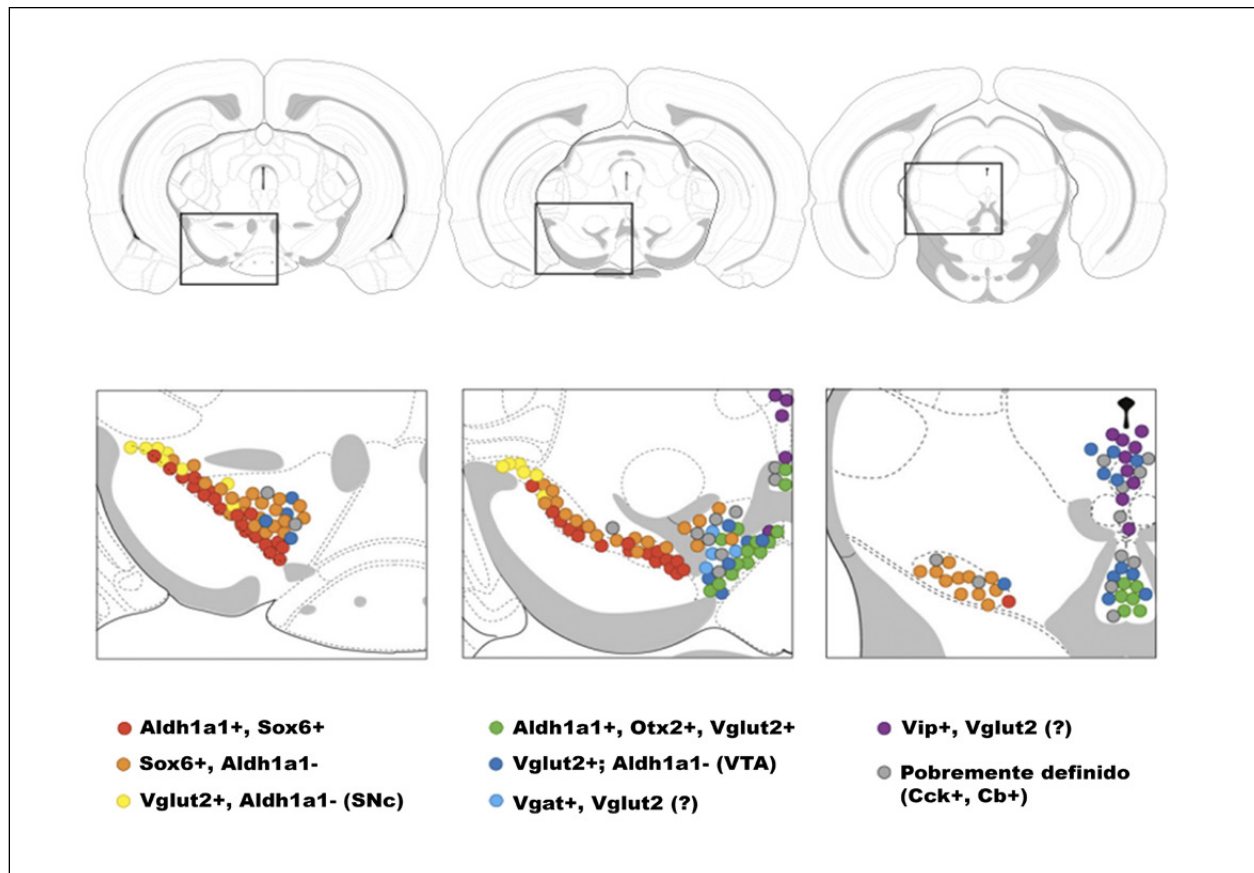 Aldh1a1+, Sox6+
Sox6+, Aldh1a1-
Vglut2+, Aldh1a1- (SNc)
Aldh1a1+, Otx2+, Vglut2+
Vglut2+; Aldh1a1- (VTA)
Vgat+, Vglut2 (?)
Vip+, Vglut2 (?)
Pobremente definido
(Cck+, Cb+)